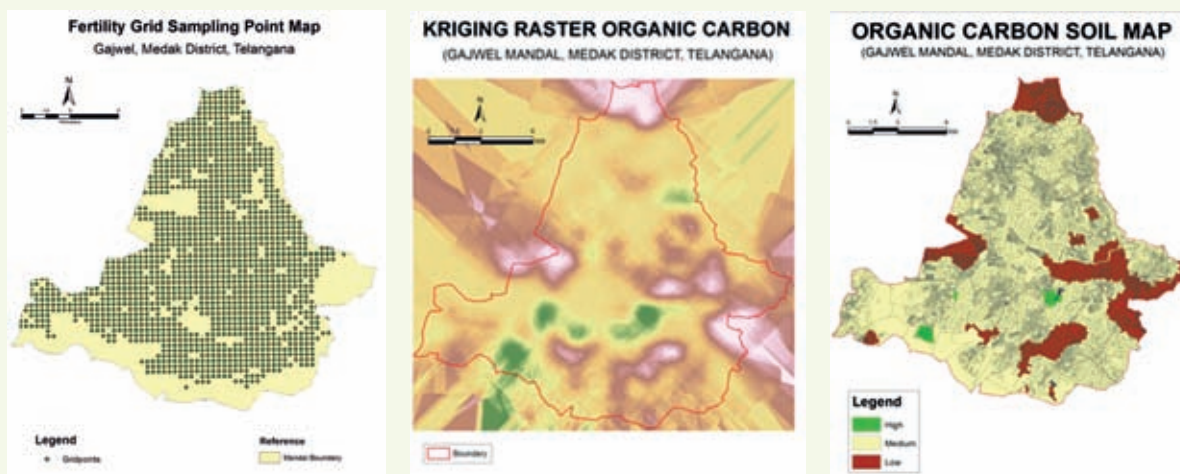 Fertility Grid Sampling Point Map
Gajwel, Medak District, Telangana
N
Legend
Gridpoints
Reference
Mandal Boundary
KRIGING RASTER ORGANIC CARBON
(GAJWEL MANDAL, MEDAK DISTRICT, TELANGANA)
N
Boundary
ORGANIC CARBON SOIL MAP
(GAJWEL MANDAL, MEDAK DISTRICT, TELANGANA)
N
Legend
High
Medium
Low